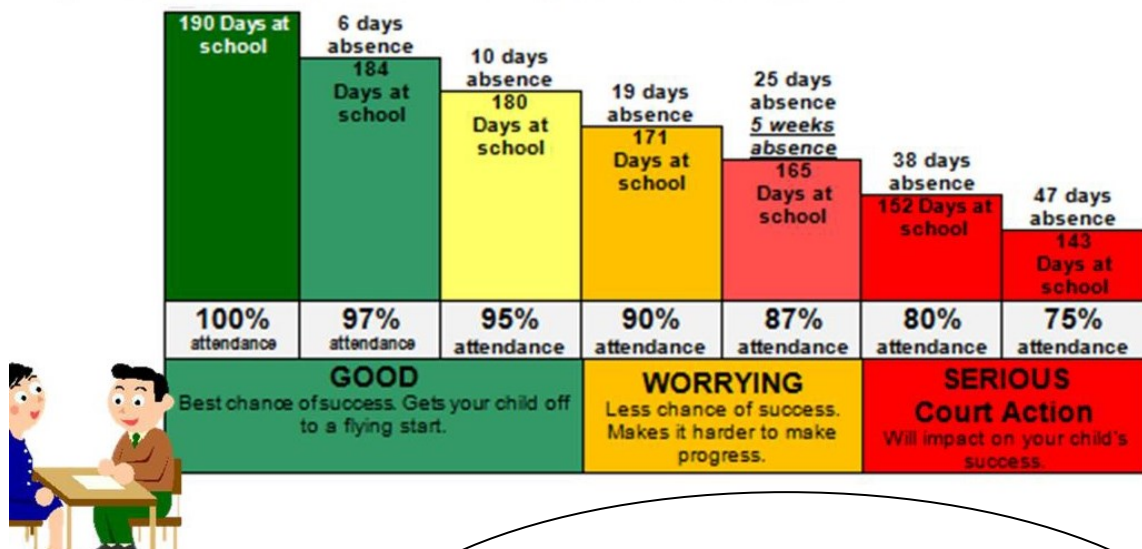 190 Days at
school
6 days
absence
184
Days at
school
10 days
absence
180
Days at
school
19 days
absence
171
Days at
school
25 days
absence
5 weeks
absence
165
Days at
school
38 days
absence
152 Days at
school
47 days
absence
143
Days at
school
100%
attendance
97%
attendance
95%
attendance
90%
attendance
87%
attendance
80%
attendance
75%
attendance
GOOD
Best chance of success. Gets your child off
to a flying start.
WORRYING
Less chance of success.
Makes it harder to make
progress.
SERIOUS
Court Action
Will impact on your child's
success.